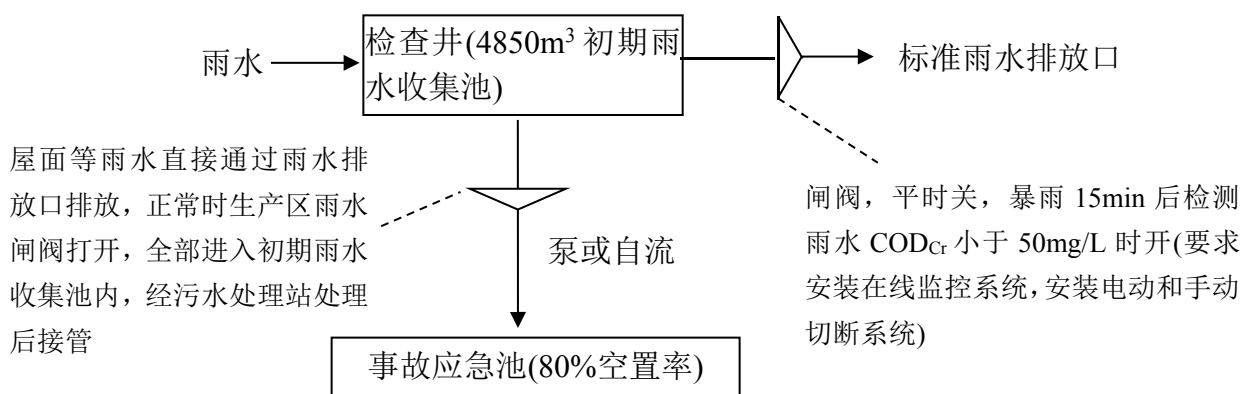 雨水
检查井(4850m³ 初期雨
水收集池)
标准雨水排放口
屋面等雨水直接通过雨水排
放口排放，正常时生产区雨水
闸阀打开，全部进入初期雨水
收集池内，经污水处理站处理
后接管
泵或自流
闸阀，平时关，暴雨 15min 后检测
雨水 CODCr 小于 50mg/L 时开(要求
安装在线监控系统，安装电动和手动
切断系统)
事故应急池(80%空置率)